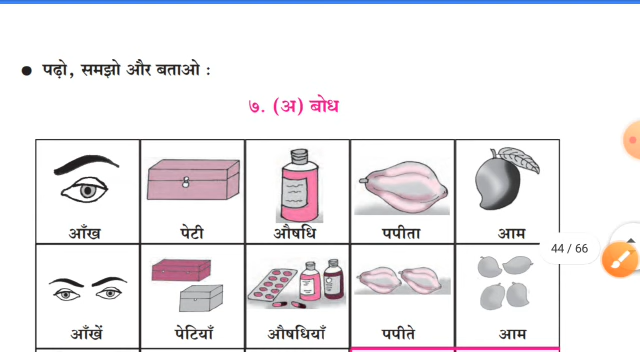 ● पढ़ो, समझो और बताओ :
७. (अ) बोध
आँख पेटी औषधि पपीता आम
44 / 66
आँखें पेटियाँ औषधियाँ पपीते आम